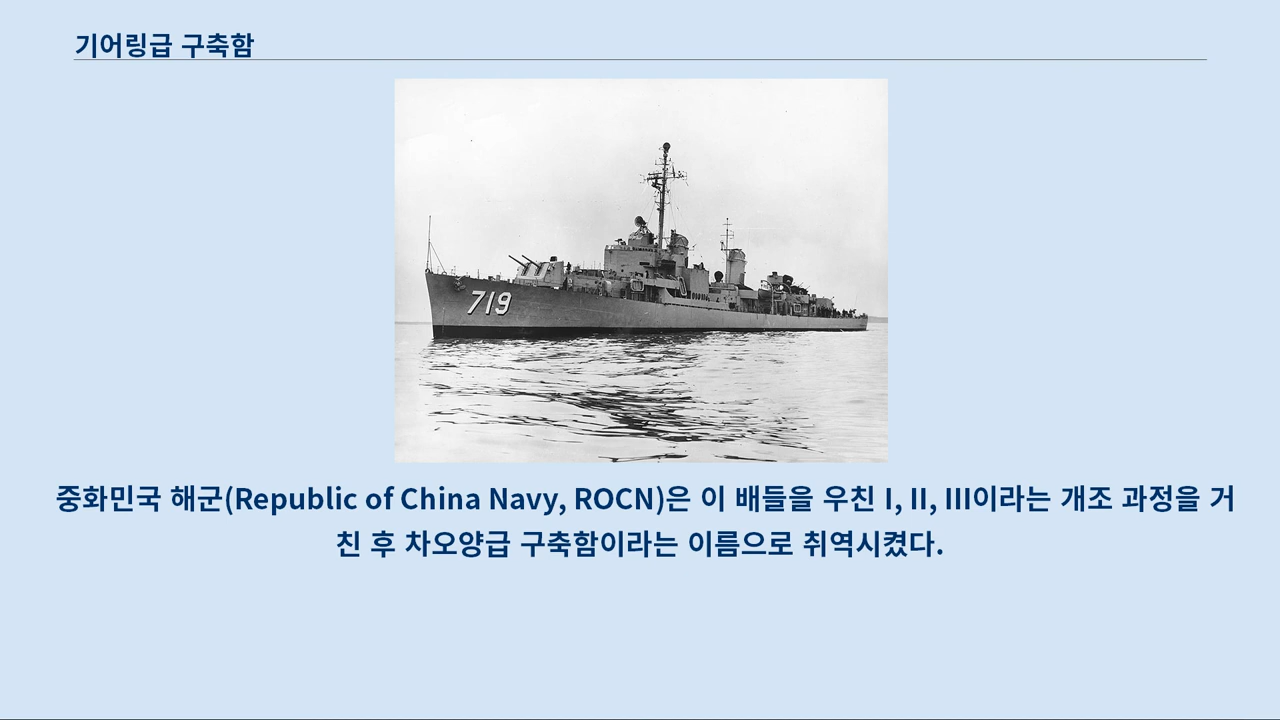 기어링급 구축함
719
중화민국 해군(Republic of China Navy, ROCN)은 이 배들을 우친 I, II, III이라는 개조 과정을 거
친 후 차오양급 구축함이라는 이름으로 취역시켰다.